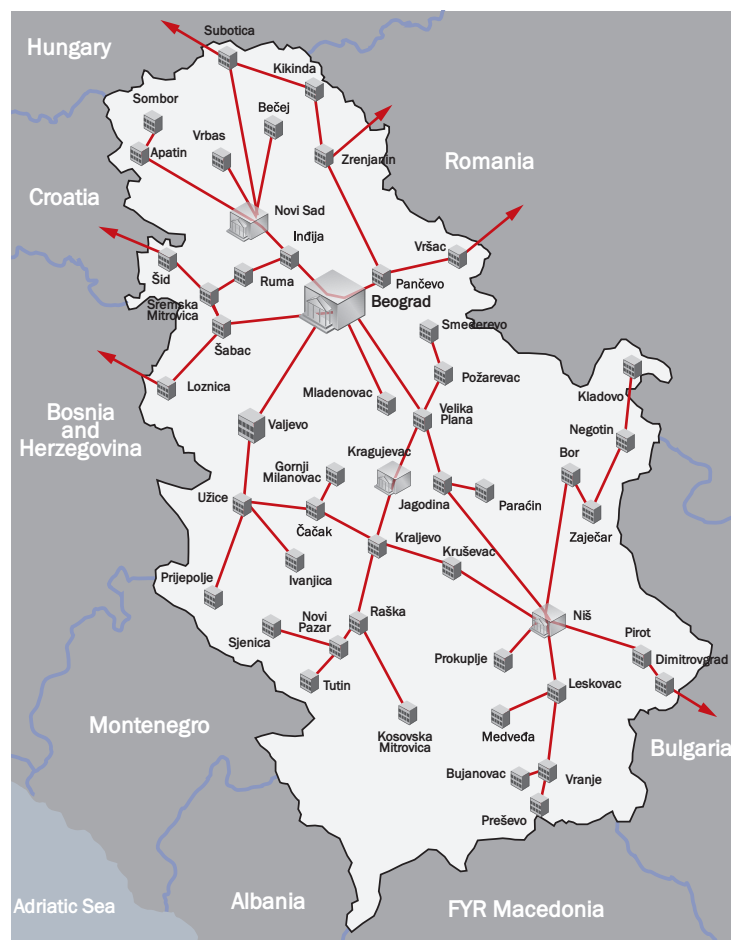 Hungary
Subotica
Kikinda
Sombor
Bečej
Vrbas
Apatin
Zrenjanin
Romania
Croatia
Novi Sad
Inđija
Vršac
Šid
Ruma
Pančevo
Sremska
Mitrovica
Beograd
Smederevo
Šabac
Požarevac
Loznica
Mladenovac
Kladovo
Bosnia
and
Herzegovina
Velika
Plana
Valjevo
Negotin
Kragujevac
Bor
Gornji
Milanovac
Užice
Jagodina
Paraćin
Čačak
Zaječar
Kraljevo
Kruševac
Prijepolje
Ivanjica
Novi
Pazar
Raška
Niš
Sjenica
Pirot
Prokuplje
Dimitrovgrad
Tutin
Leskovac
Montenegro
Kosovska
Mitrovica
Medveđa
Bulgaria
Bujanovac
Vranje
Preševo
Adriatic Sea
Albania
FYR Macedonia